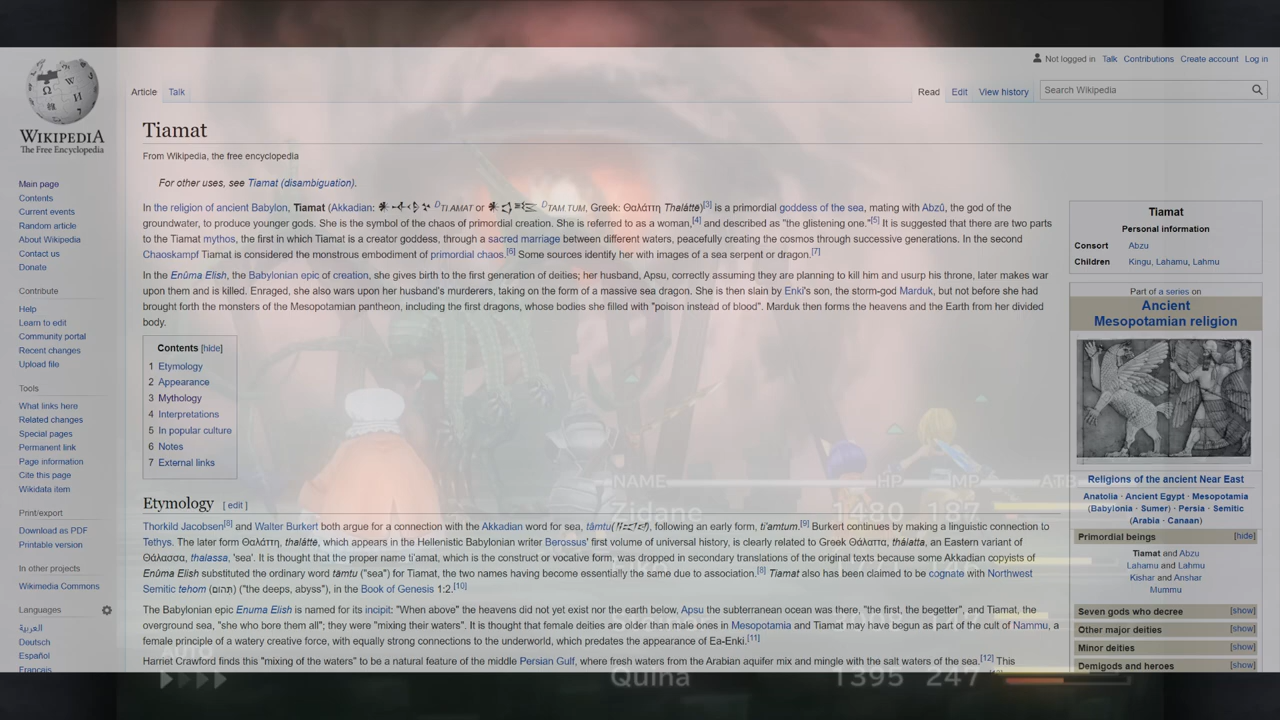 Not logged in Talk Contributions Create account Log in
Article Talk Read Edit View history Search Wikipedia
WIKIPEDIA
The Free Encyclopedia
Main page
Contents
Current events
Random article
About Wikipedia
Contact us
Donate
Contribute
Help
Learn to edit
Community portal
Recent changes
Upload file
Tools
What links here
Related changes
Special pages
Permanent link
Page information
Cite this page
Wikidata item
Print/export
Download as PDF
Printable version
In other projects
Wikimedia Commons
Languages
العربية
Deutsch
Español
Français
Tiamat
From Wikipedia, the free encyclopedia
For other uses, see Tiamat (disambiguation).
In the religion of ancient Babylon, Tiamat (Akkadian: DTI.AMAT or DTAM.TUM, Greek: Θαλάττη Thaláttē)[3] is a primordial goddess of the sea, mating with Abzû, the god of the
groundwater, to produce younger gods. She is the symbol of the chaos of primordial creation. She is referred to as a woman,[4] and described as "the glistening one."[5] It is suggested that there are two parts
to the Tiamat mythos, the first in which Tiamat is a creator goddess, through a sacred marriage between different waters, peacefully creating the cosmos through successive generations. In the second
Chaoskampf Tiamat is considered the monstrous embodiment of primordial chaos.[6] Some sources identify her with images of a sea serpent or dragon.[7]
In the Enûma Elish, the Babylonian epic of creation, she gives birth to the first generation of deities; her husband, Apsu, correctly assuming they are planning to kill him and usurp his throne, later makes war
upon them and is killed. Enraged, she also wars upon her husband's murderers, taking on the form of a massive sea dragon. She is then slain by Enki's son, the storm-god Marduk, but not before she had
brought forth the monsters of the Mesopotamian pantheon, including the first dragons, whose bodies she filled with "poison instead of blood". Marduk then forms the heavens and the Earth from her divided
body.
Contents [hide]
1 Etymology
2 Appearance
3 Mythology
4 Interpretations
5 In popular culture
6 Notes
7 External links
Etymology [ edit ]
Thorkild Jacobsen[8] and Walter Burkert both argue for a connection with the Akkadian word for sea, tâmtu, following an early form, ti'amtum.[9] Burkert continues by making a linguistic connection to
Tethys. The later form Θαλάττη, thaláttē, which appears in the Hellenistic Babylonian writer Berossus' first volume of universal history, is clearly related to Greek Θάλαττα, thálatta, an Eastern variant of
Θάλασσα, thalassa, 'sea'. It is thought that the proper name ti'amat, which is the construct or vocative form, was dropped in secondary translations of the original texts because some Akkadian copyists of
Enûma Elish substituted the ordinary word tāmtu ("sea") for Tiamat, the two names having become essentially the same due to association.[8] Tiamat also has been claimed to be cognate with Northwest
Semitic tehom (תְּהוֹם) ("the deeps, abyss"), in the Book of Genesis 1:2.[10]
The Babylonian epic Enuma Elish is named for its incipit: "When above" the heavens did not yet exist nor the earth below, Apsu the subterranean ocean was there, "the first, the begetter", and Tiamat, the
overground sea, "she who bore them all"; they were "mixing their waters". It is thought that female deities are older than male ones in Mesopotamia and Tiamat may have begun as part of the cult of Nammu, a
female principle of a watery creative force, with equally strong connections to the underworld, which predates the appearance of Ea-Enki.[11]
Harriet Crawford finds this "mixing of the waters" to be a natural feature of the middle Persian Gulf, where fresh waters from the Arabian aquifer mix and mingle with the salt waters of the sea.[12] This
Tiamat
Personal information
Consort Abzu
Children Kingu, Lahamu, Lahmu
Part of a series on
Ancient
Mesopotamian religion
Religions of the ancient Near East
Anatolia · Ancient Egypt · Mesopotamia
(Babylonia · Sumer) · Persia · Semitic
(Arabia · Canaan)
Primordial beings [hide]
Tiamat and Abzu
Lahamu and Lahmu
Kishar and Anshar
Mummu
Seven gods who decree [show]
Other major deities [show]
Minor deities [show]
Demigods and heroes [show]
NAME HP MP ATB
Zidane 1480 187
AUTO
Quina 1395 247